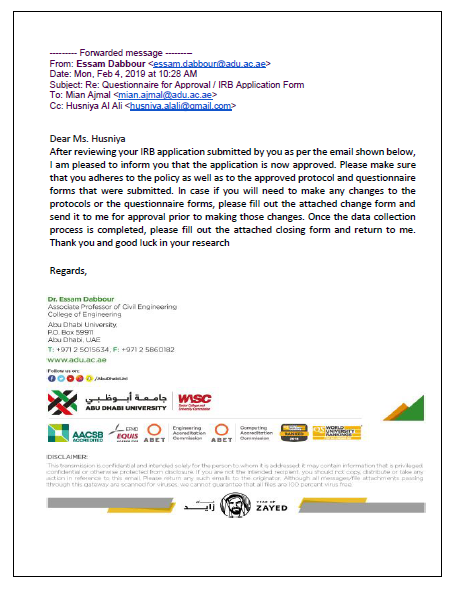 ---------- Forwarded message ----------
From: Essam Dabbour <essam.dabbour@adu.ac.ae>
Date: Mon, Feb 4, 2019 at 10:28 AM
Subject: Re: Questionnaire for Approval / IRB Application Form
To: Mian Ajmal <mian.ajmal@adu.ac.ae>
Cc: Husniya Al Ali <husniya.alali@gmail.com>
Dear Ms. Husniya
After reviewing your IRB application submitted by you as per the email shown below,
I am pleased to inform you that the application is now approved. Please make sure
that you adheres to the policy as well as to the approved protocol and questionnaire
forms that were submitted. In case if you will need to make any changes to the
protocols or the questionnaire forms, please fill out the attached change form and
send it to me for approval prior to making those changes. Once the data collection
process is completed, please fill out the attached closing form and return to me.
Thank you and good luck in your research
Regards,
Dr. Essam Dabbour
Associate Professor of Civil Engineering
College of Engineering
Abu Dhabi University
P.O. Box 59911
Abu Dhabi, UAE
T: +971 2 5015634, F: +971 2 5860182
www.adu.ac.ae
Follow us on:
/AbuDhabiUni
جامعة أبوظبي WASC
ABU DHABI UNIVERSITY
AACSB ACCREDITED EFMD EQUIS ACCREDITED ABET Engineering Accreditation Commission ABET Computing Accreditation Commission WORLD UNIVERSITY RANKINGS
DISCLAIMER:
This transmission is confidential and intended solely for the person to whom it is addressed. it may contain information that is privileged,
confidential or otherwise protected from disclosure. If you are not the intended recipient, you should not copy, distribute or take any
action in reference to this email. Please return any such emails to the originator. Although all messages/file attachments passing
through this gateway are scanned for viruses, we cannot guarantee that all files are 100 percent virus free.
زايد YEAR OF
ZAYED